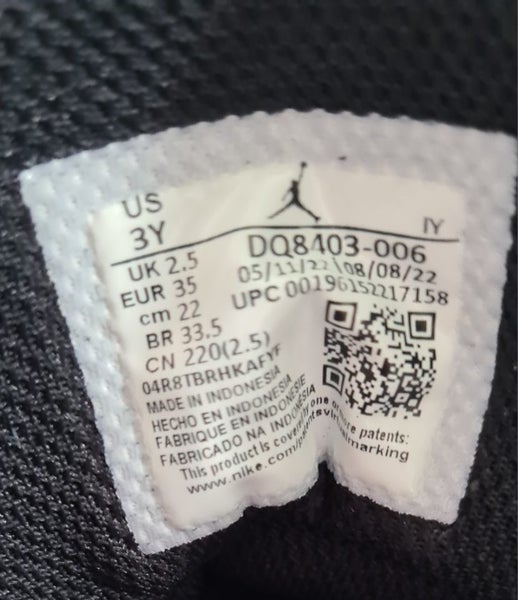 US
3Y
IY
UK 2.5
DQ8403-006
EUR 35
05/11/22\08/08/22
cm 22
UPC 00196152217158
BR 33.5
CN 220(2.5)
04R8TBRHKAFYF
MADE IN INDONESIA
HECHO EN INDONESIA
FABRIQUE EN INDONESIE
FABRICADO NA INDONESIA
This product is covered by one or more patents:
www.nike.com/patentsvirtualmarking